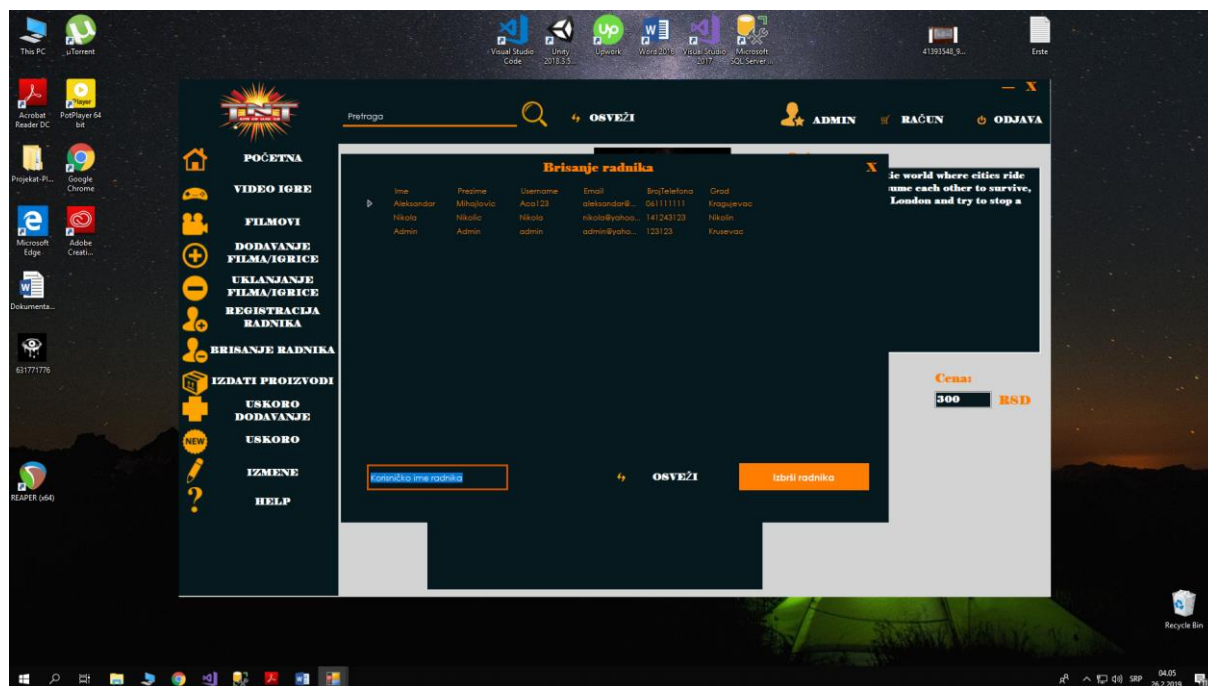 This PC
µTorrent
Visual Studio
Code
Unity
2018.3.5...
Upwork
Word 2016
Visual Studio
2017
Microsoft
SQL Server...
41393548_9...
Erste
Acrobat
Reader DC
PotPlayer 64
bit
Projekat-Pl...
Google
Chrome
Microsoft
Edge
Adobe
Creati...
Dokumenta...
631771776
REAPER (x64)
Recycle Bin
TNT
Pretraga
OSVEŽI
ADMIN
RAČUN
ODJAVA
— X
POČETNA
VIDEO IGRE
FILMOVI
DODAVANJE
FILMA/IGRICE
UKLANJANJE
FILMA/IGRICE
REGISTRACIJA
RADNIKA
BRISANJE RADNIKA
IZDATI PROIZVODI
USKORO
DODAVANJE
NEW
USKORO
IZMENE
?
HELP
Brisanje radnika X
Ime Prezime Username Email BrojTelefona Grad
Aleksandar Mihajlovic Aca123 aleksandar@... 061111111 Kragujevac
Nikola Nikolic Nikola nikola@yahoo... 141243123 Nikolin
Admin Admin admin admin@yaho... 123123 Krusevac
Korisničko ime radnika
OSVEŽI
Izbrši radnika
ic world where cities ride
ume each other to survive,
London and try to stop a
Cena:
300 RSD
SRP
04.05
26.2.2019